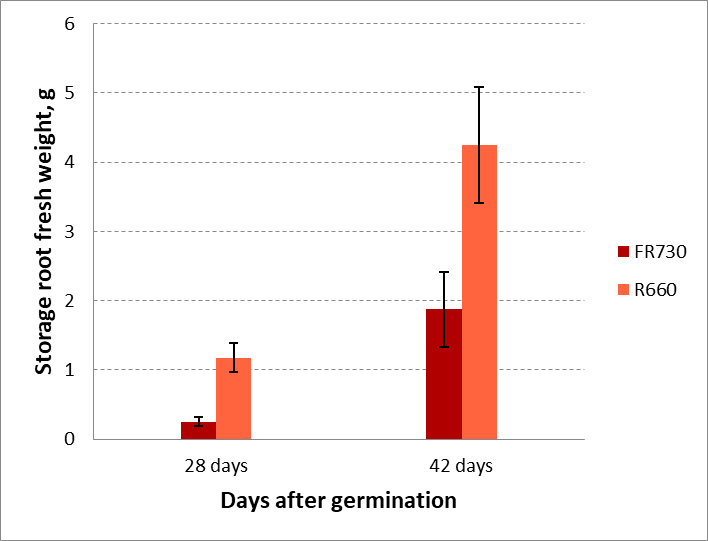 6
5
4
3
2
1
0
Storage root fresh weight, g
28 days
42 days
Days after germination
FR730
R660